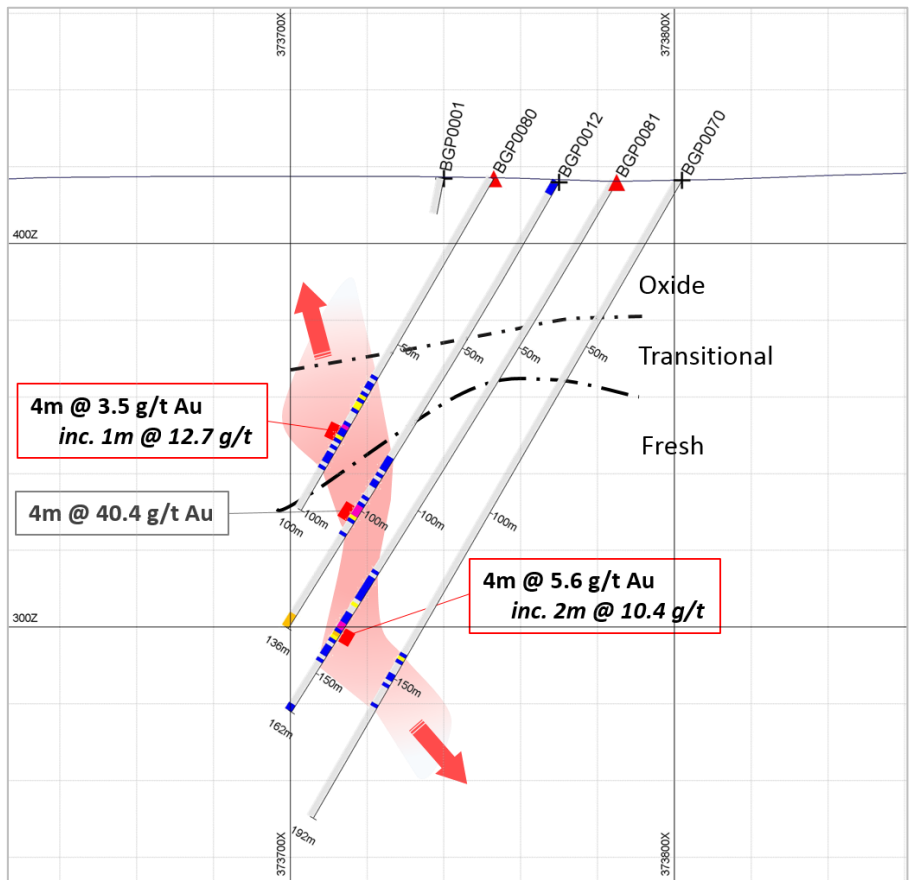 373700X
373800X
BGP0001
BGP0080
BGP0012
BGP0081
BGP0070
400Z
Oxide
-50m
-50m
-50m
-50m
Transitional
4m @ 3.5 g/t Au
inc. 1m @ 12.7 g/t
Fresh
4m @ 40.4 g/t Au
100m
-100m
-100m
-100m
-100m
4m @ 5.6 g/t Au
inc. 2m @ 10.4 g/t
300Z
136m
-150m
-150m
162m
192m
373700X
373800X